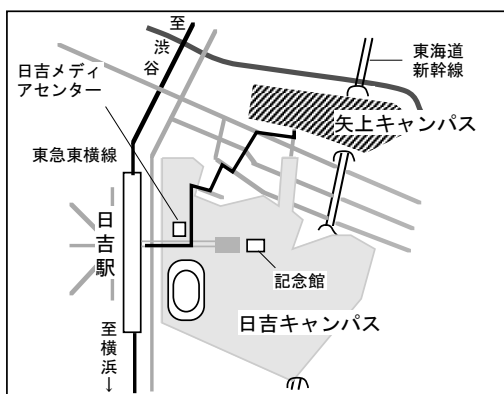 至渋谷
日吉メディ
アセンター
東海道
新幹線
矢上キャンパス
東急東横線
日吉駅
記念館
日吉キャンパス
至横浜↓